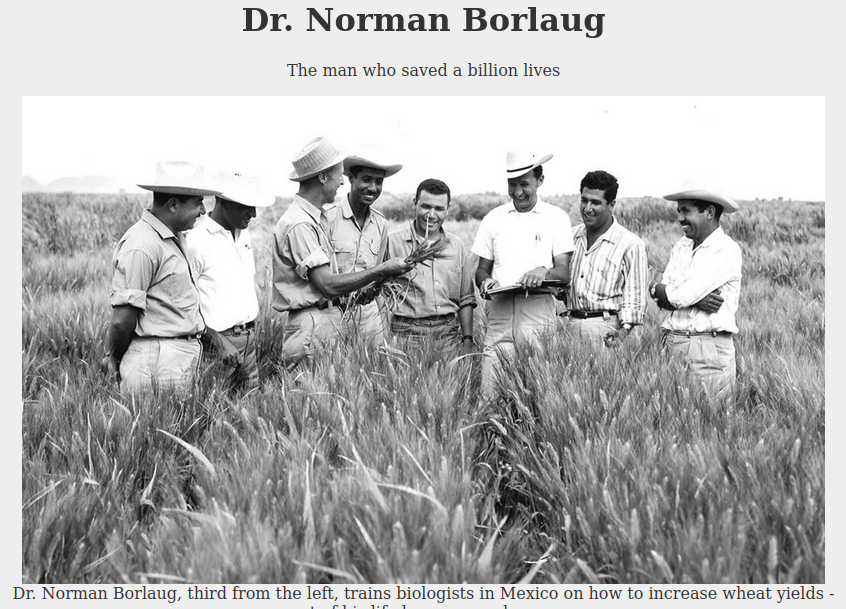 Dr. Norman Borlaug
The man who saved a billion lives
Dr. Norman Borlaug, third from the left, trains biologists in Mexico on how to increase wheat yields -